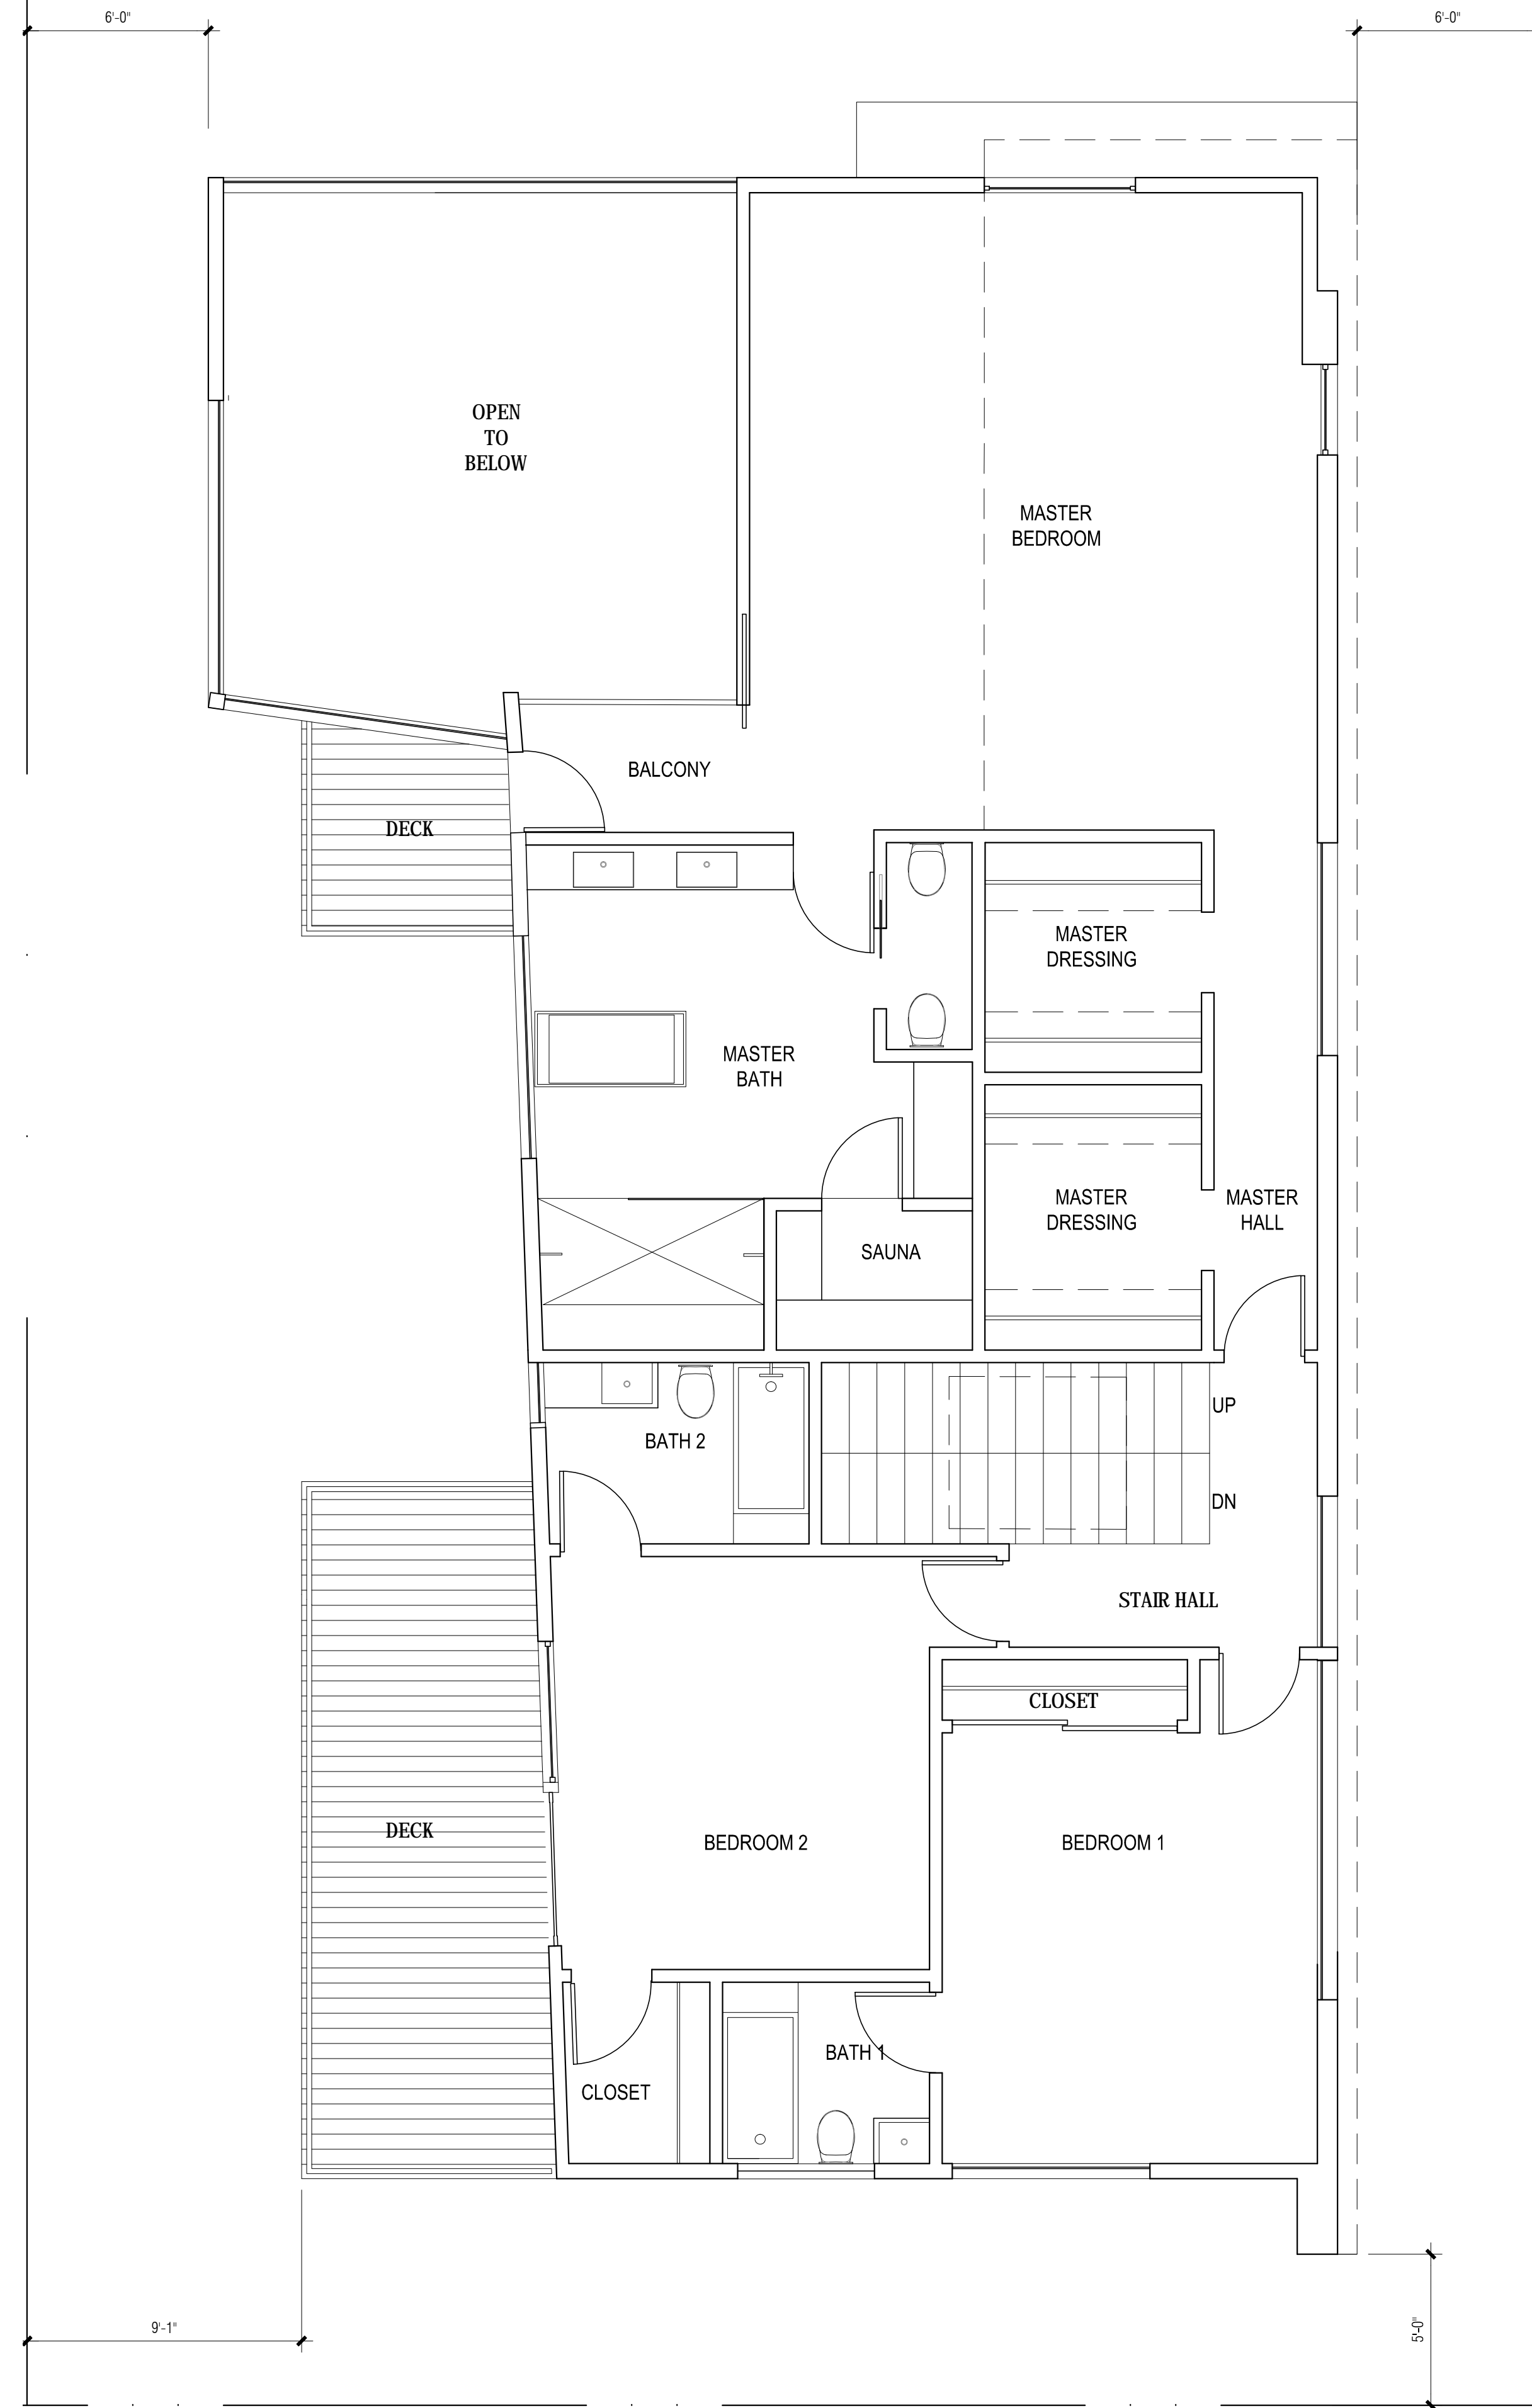 6'-0"
6'-0"
OPEN
TO
BELOW
MASTER
BEDROOM
BALCONY
DECK
MASTER
DRESSING
MASTER
BATH
MASTER
DRESSING
MASTER
HALL
SAUNA
UP
BATH 2
DN
STAIR HALL
CLOSET
DECK
BEDROOM 2
BEDROOM 1
BATH 1
CLOSET
9'-1"
5'-0"